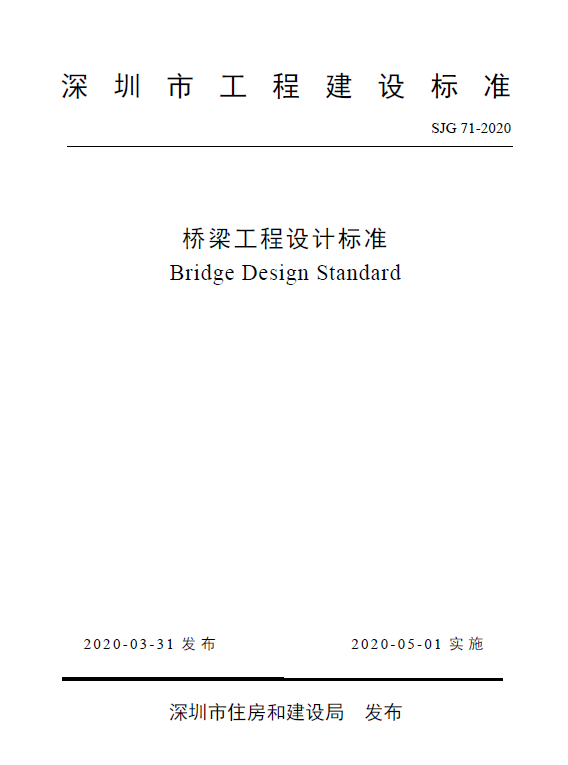 深圳市工程建设标准
SJG 71-2020
桥梁工程设计标准
Bridge Design Standard
2020-03-31 发布 2020-05-01 实施
深圳市住房和建设局 发布